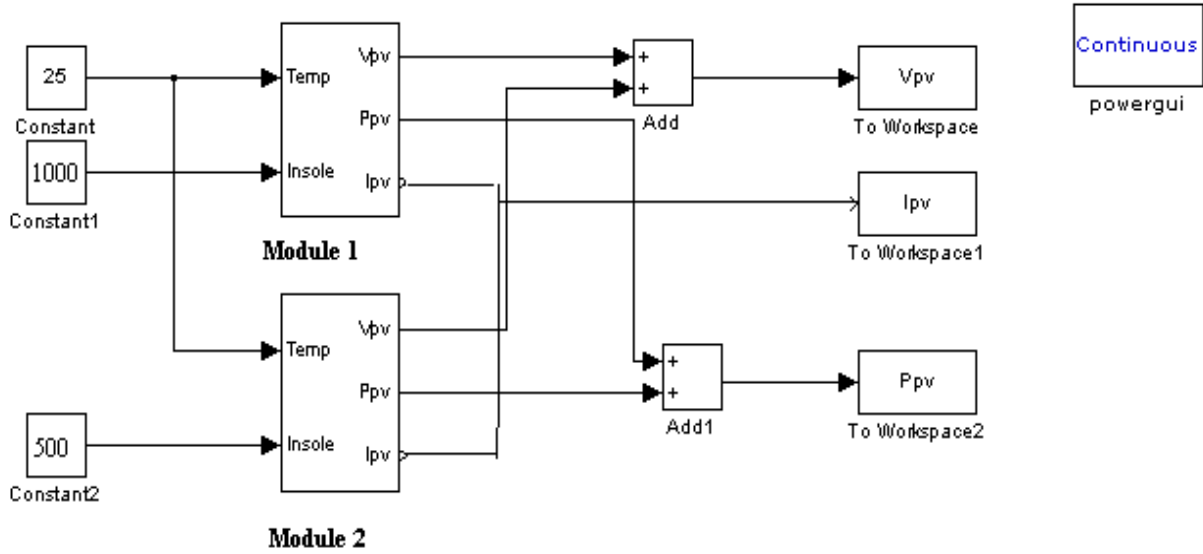 25
Constant
1000
Constant1
Temp
Insole
Vpv
Ppv
Ipv
Module 1
+
+
Add
Vpv
To Workspace
Continuous
powergui
Ipv
To Workspace1
500
Constant2
Temp
Insole
Vpv
Ppv
Ipv
Module 2
+
+
Add1
Ppv
To Workspace2